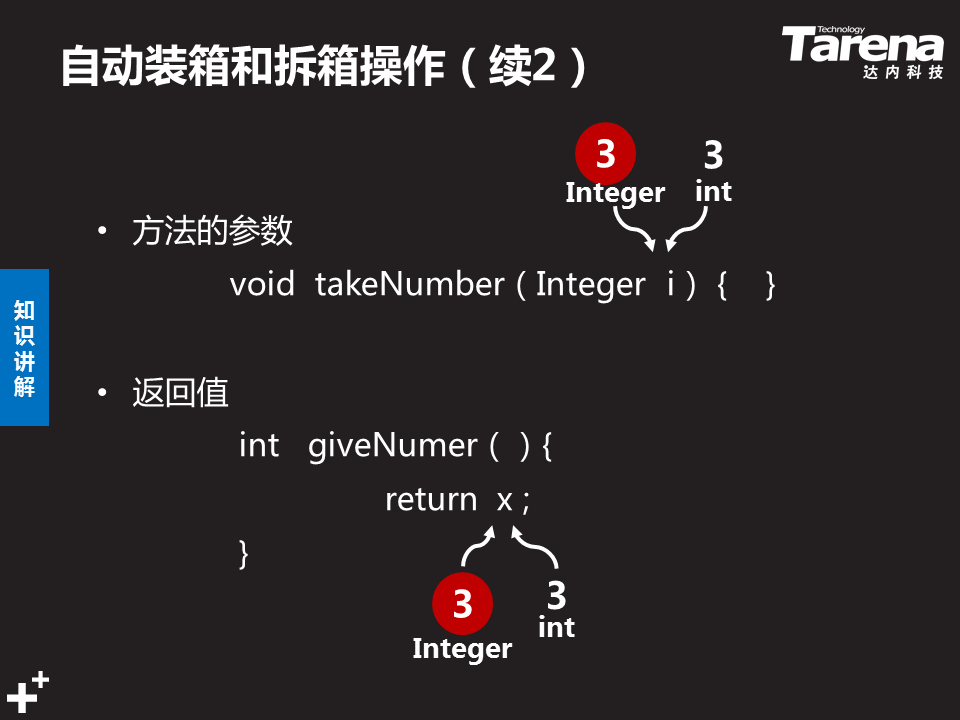 自动装箱和拆箱操作（续2）
Technology
Tarena
达内科技
3 3
Integer int
• 方法的参数
void takeNumber ( Integer i ) { }
知识讲解
• 返回值
int giveNumer ( ) {
return x ;
}
3 3
int
Integer